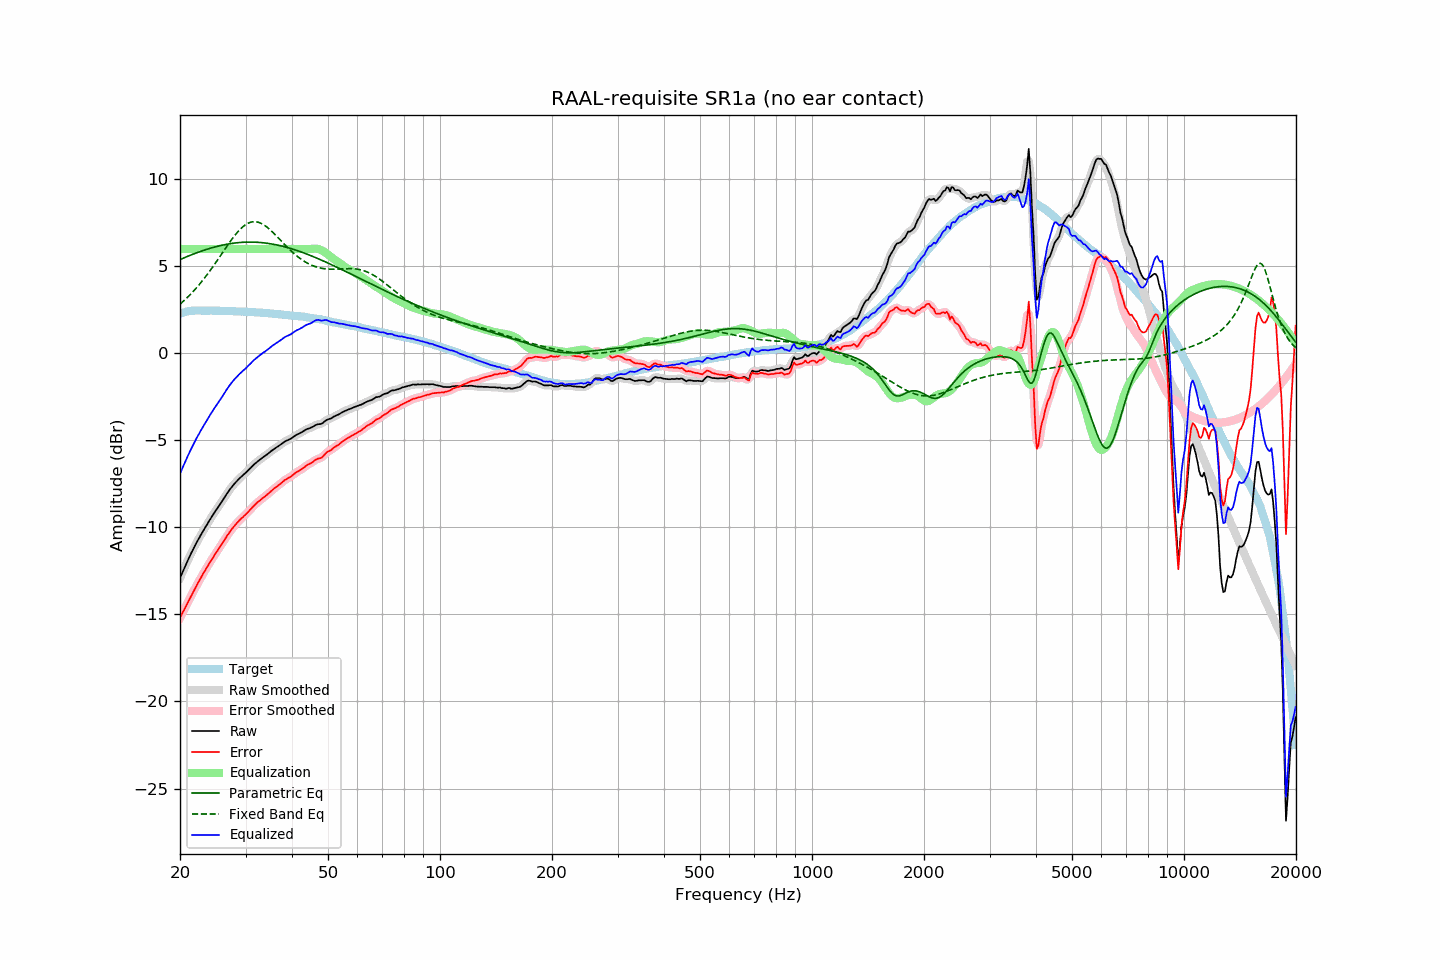 RAAL-requisite SR1a (no ear contact)
10
5
0
−5
−10
−15
−20
−25
Amplitude (dBr)
Target
Raw Smoothed
Error Smoothed
Raw
Error
Equalization
Parametric Eq
Fixed Band Eq
Equalized
20 50 100 200 500 1000 2000 5000 10000 20000
Frequency (Hz)